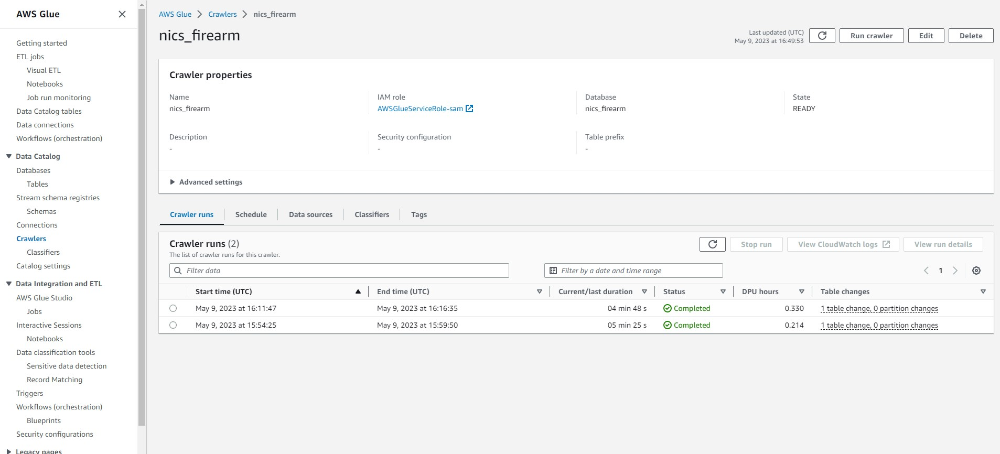 AWS Glue
Getting started
ETL jobs
Visual ETL
Notebooks
Job run monitoring
Data Catalog tables
Data connections
Workflows (orchestration)
Data Catalog
Databases
Tables
Stream schema registries
Schemas
Connections
Crawlers
Classifiers
Catalog settings
Data Integration and ETL
AWS Glue Studio
Jobs
Interactive Sessions
Notebooks
Data classification tools
Sensitive data detection
Record Matching
Triggers
Workflows (orchestration)
Blueprints
Security configurations
Legacy pages
AWS Glue Crawlers nics_firearm
nics_firearm
Last updated (UTC)
May 9, 2023 at 16:49:53
Run crawler Edit Delete
Crawler properties
Name IAM role Database State
nics_firearm AWSGlueServiceRole-sam nics_firearm READY
Description Security configuration Table prefix
- - -
Advanced settings
Crawler runs Schedule Data sources Classifiers Tags
Crawler runs (2) Stop run View CloudWatch logs View run details
The list of crawler runs for this crawler.
Filter data Filter by a date and time range 1
Start time (UTC) End time (UTC) Current/last duration Status DPU hours Table changes
May 9, 2023 at 16:11:47 May 9, 2023 at 16:16:35 04 min 48 s Completed 0.330 1 table change, 0 partition changes
May 9, 2023 at 15:54:25 May 9, 2023 at 15:59:50 05 min 25 s Completed 0.214 1 table change, 0 partition changes